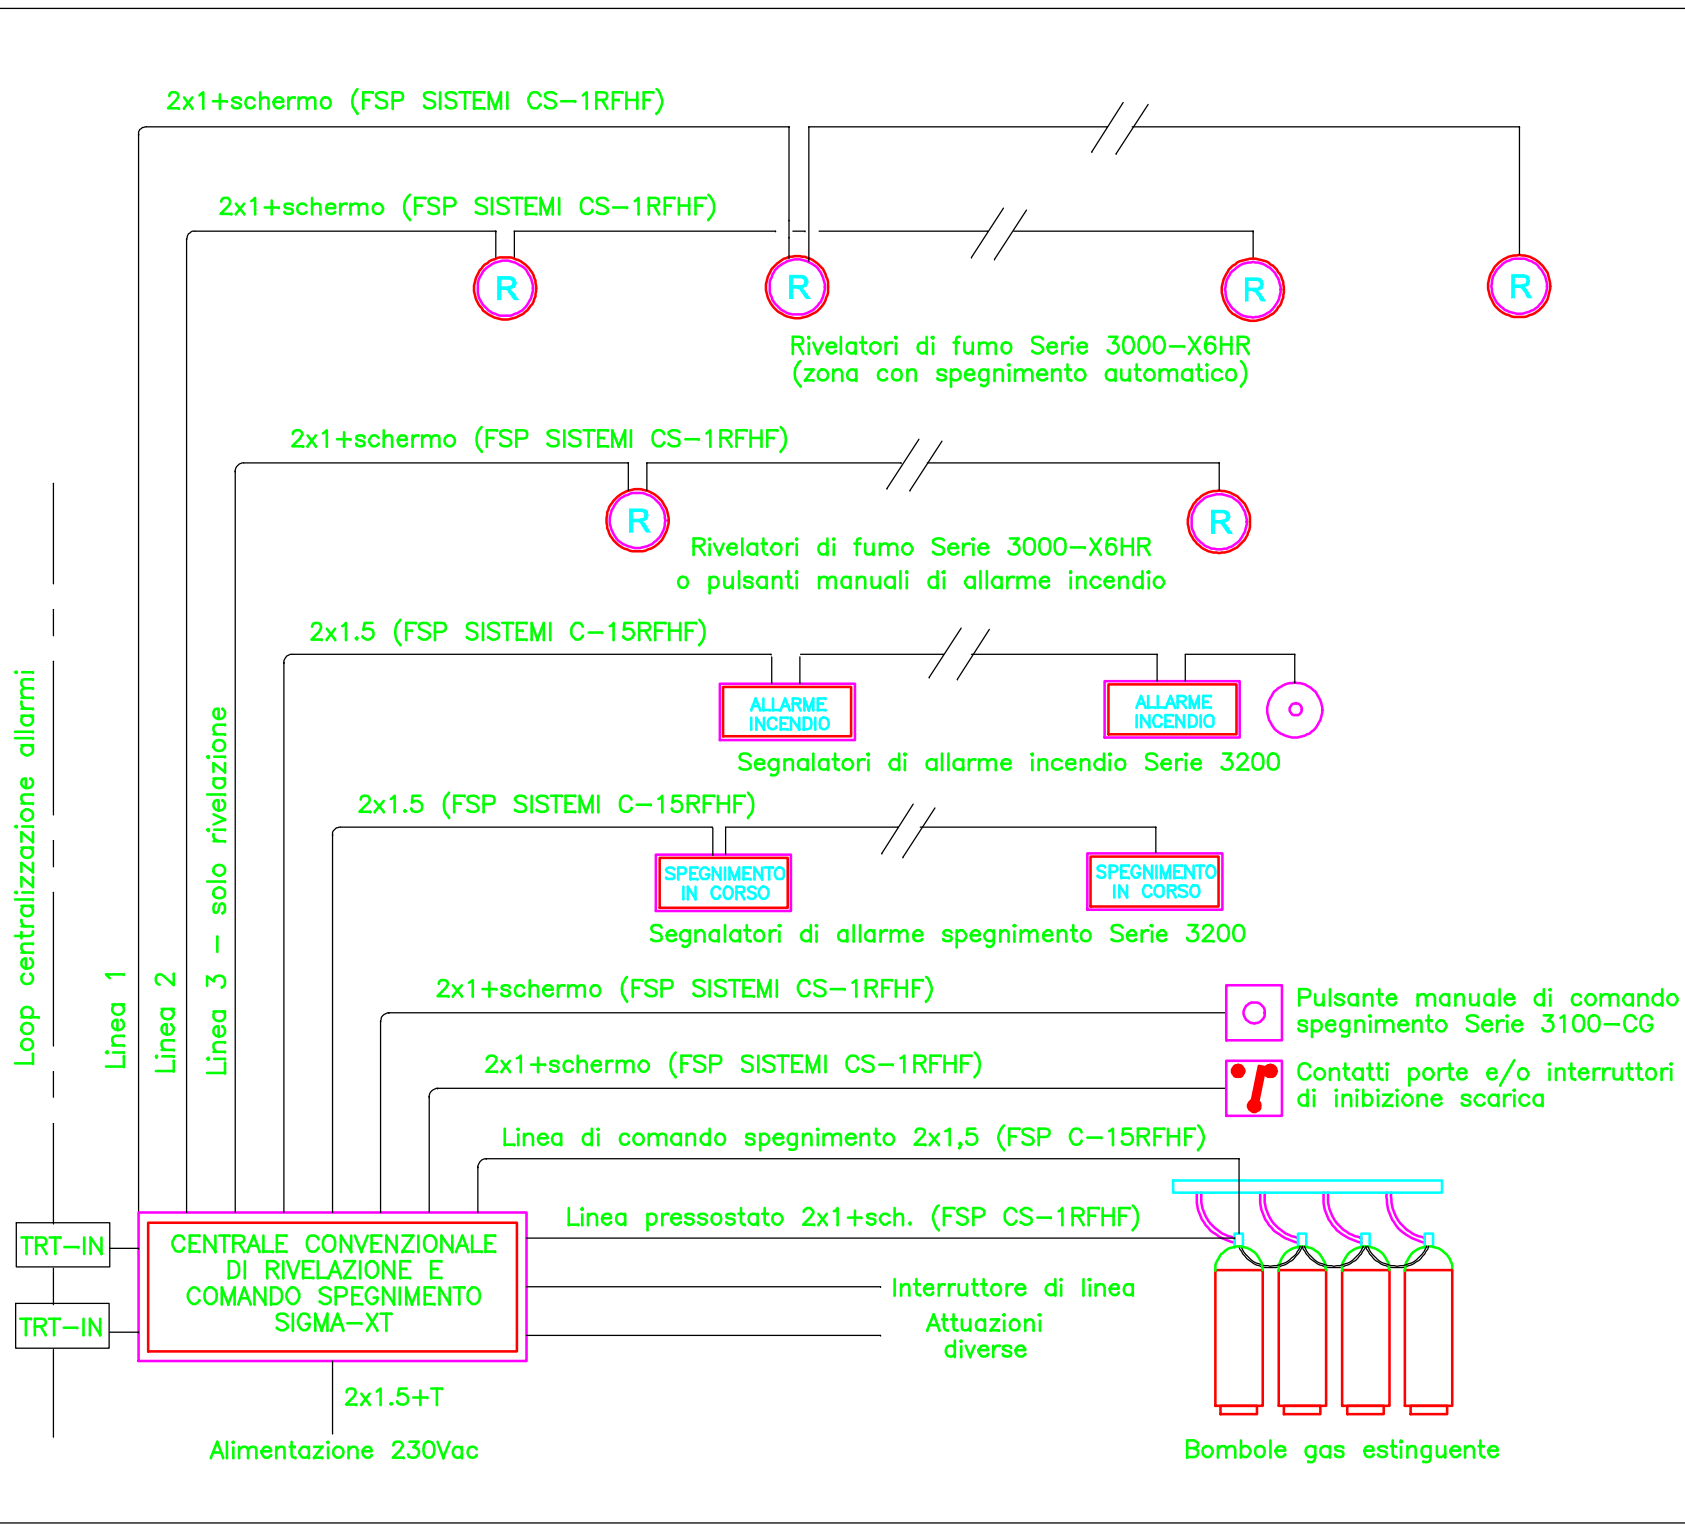 2x1+schermo (FSP SISTEMI CS-1RFHF)
2x1+schermo (FSP SISTEMI CS-1RFHF)
R
R
R
R
Rivelatori di fumo Serie 3000-X6HR
(zona con spegnimento automatico)
2x1+schermo (FSP SISTEMI CS-1RFHF)
R
R
Rivelatori di fumo Serie 3000-X6HR
o pulsanti manuali di allarme incendio
2x1.5 (FSP SISTEMI C-15RFHF)
ALLARME
INCENDIO
ALLARME
INCENDIO
Segnalatori di allarme incendio Serie 3200
2x1.5 (FSP SISTEMI C-15RFHF)
SPEGNIMENTO
IN CORSO
SPEGNIMENTO
IN CORSO
Segnalatori di allarme spegnimento Serie 3200
Loop centralizzazione allarmi
Linea 1
Linea 2
Linea 3 - solo rivelazione
2x1+schermo (FSP SISTEMI CS-1RFHF)
Pulsante manuale di comando
spegnimento Serie 3100-CG
2x1+schermo (FSP SISTEMI CS-1RFHF)
Contatti porte e/o interruttori
di inibizione scarica
Linea di comando spegnimento 2x1,5 (FSP C-15RFHF)
Linea pressostato 2x1+sch. (FSP CS-1RFHF)
TRT-IN
TRT-IN
CENTRALE CONVENZIONALE
DI RIVELAZIONE E
COMANDO SPEGNIMENTO
SIGMA-XT
Interruttore di linea
Attuazioni
diverse
2x1.5+T
Alimentazione 230Vac
Bombole gas estinguente